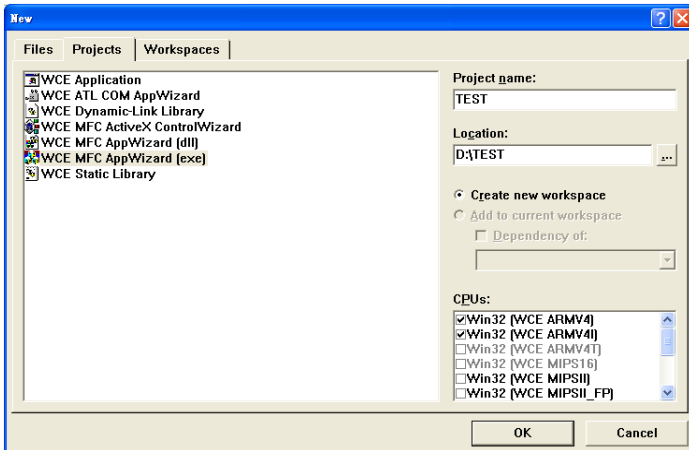 New
Files Projects Workspaces
WCE Application
WCE ATL COM AppWizard
WCE Dynamic-Link Library
WCE MFC ActiveX ControlWizard
WCE MFC AppWizard (dll)
WCE MFC AppWizard (exe)
WCE Static Library
Project name:
TEST
Location:
D:\TEST
...
Create new workspace
Add to current workspace
Dependency of:
CPUs:
Win32 (WCE ARMV4)
Win32 (WCE ARMV4I)
Win32 (WCE ARMV4T)
Win32 (WCE MIPS16)
Win32 (WCE MIPSII)
Win32 (WCE MIPSII_FP)
OK Cancel